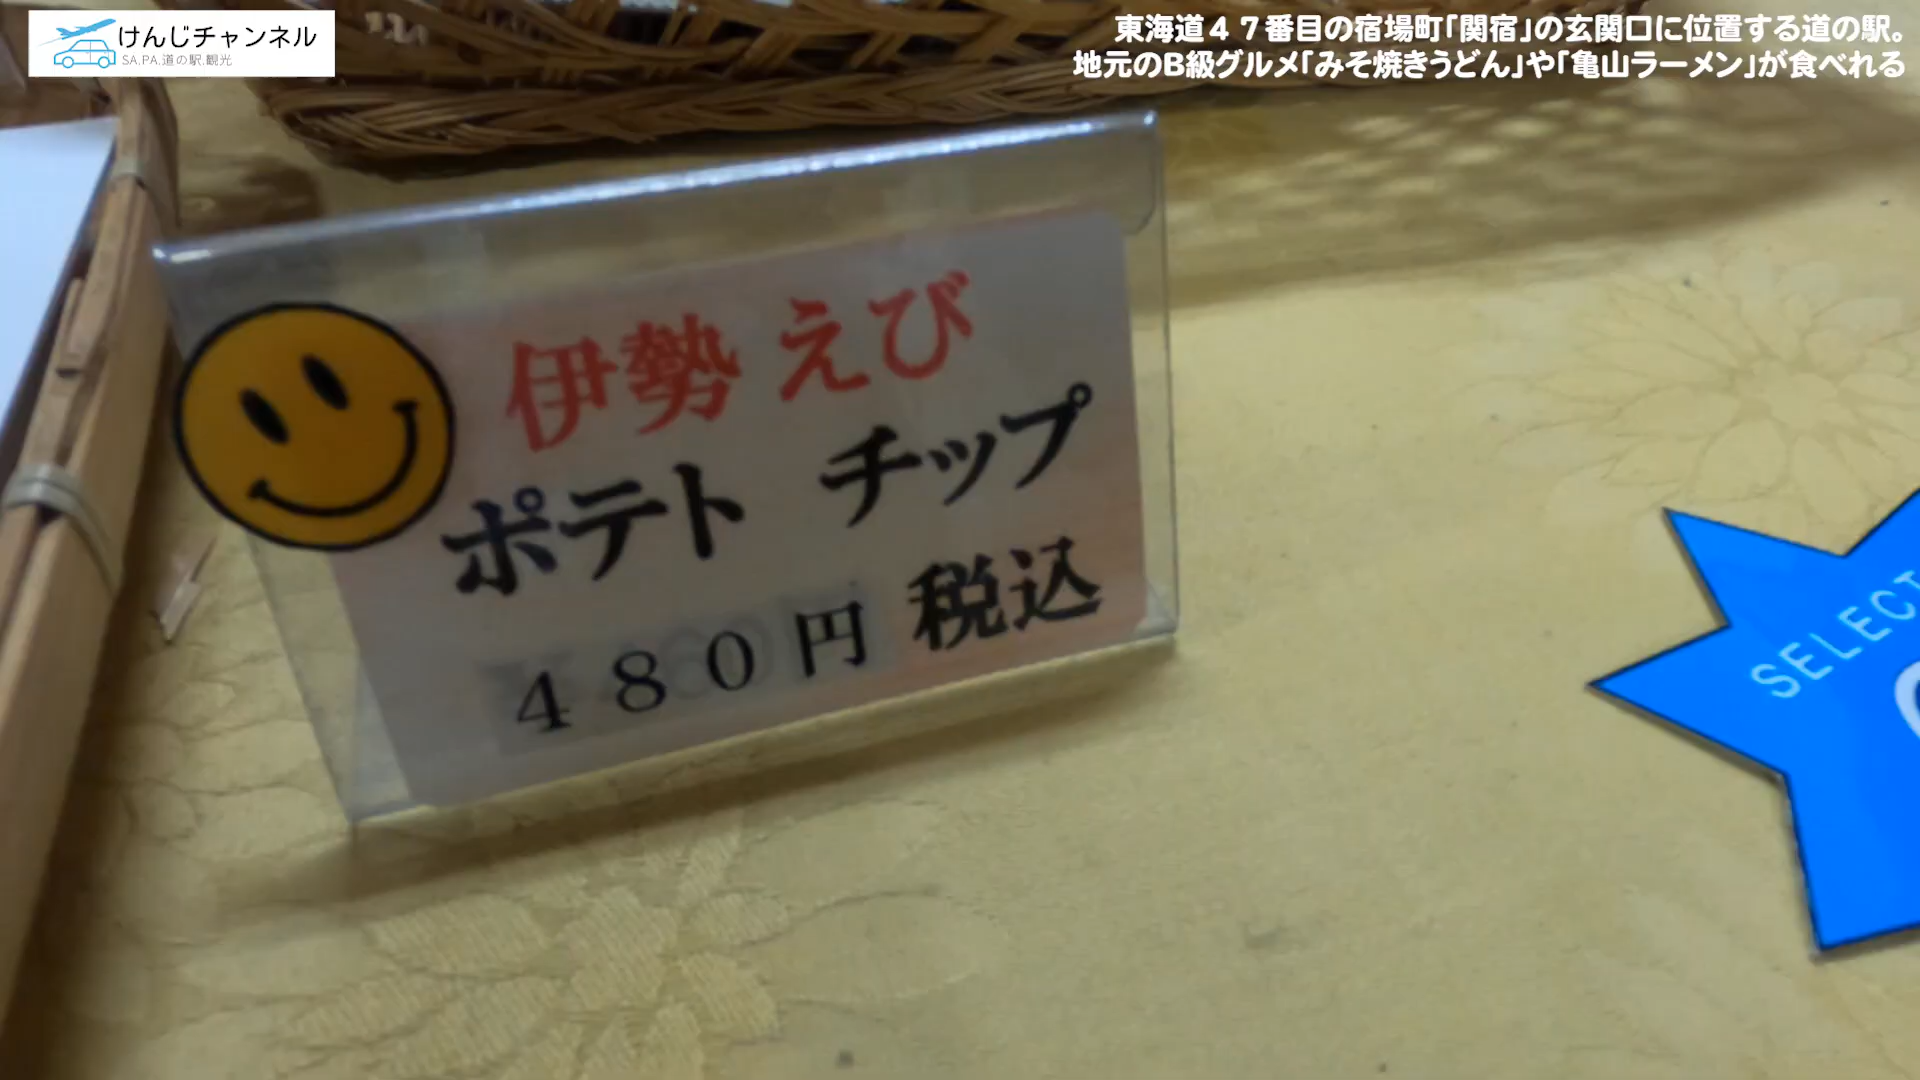 けんじチャンネル
SA.PA.道の駅.観光
東海道４７番目の宿場町｢関宿｣の玄関口に位置する道の駅。
地元のB級グルメ｢みそ焼きうどん｣や｢亀山ラーメン｣が食べれる
伊勢えび
ポテト チップ
４８０円 税込
SELECT